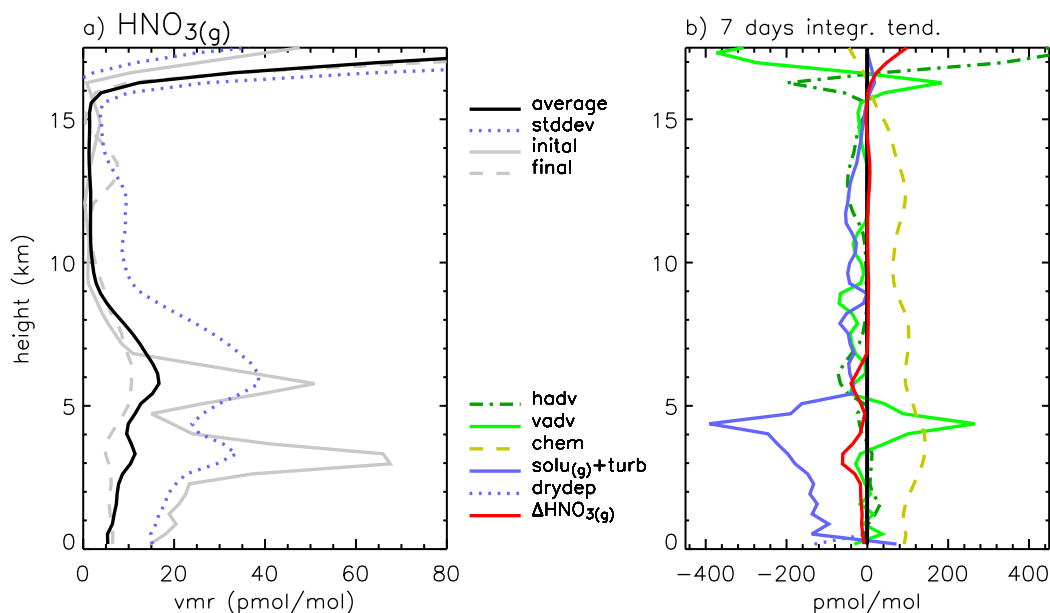 a) HNO3(g)
b) 7 days integr. tend.
average
stddev
inital
final
hadv
vadv
chem
solu(g)+turb
drydep
ΔHNO3(g)
height (km)
15
10
5
0
0 20 40 60 80
vmr (pmol/mol)
15
10
5
0
-400 -200 0 200 400
pmol/mol